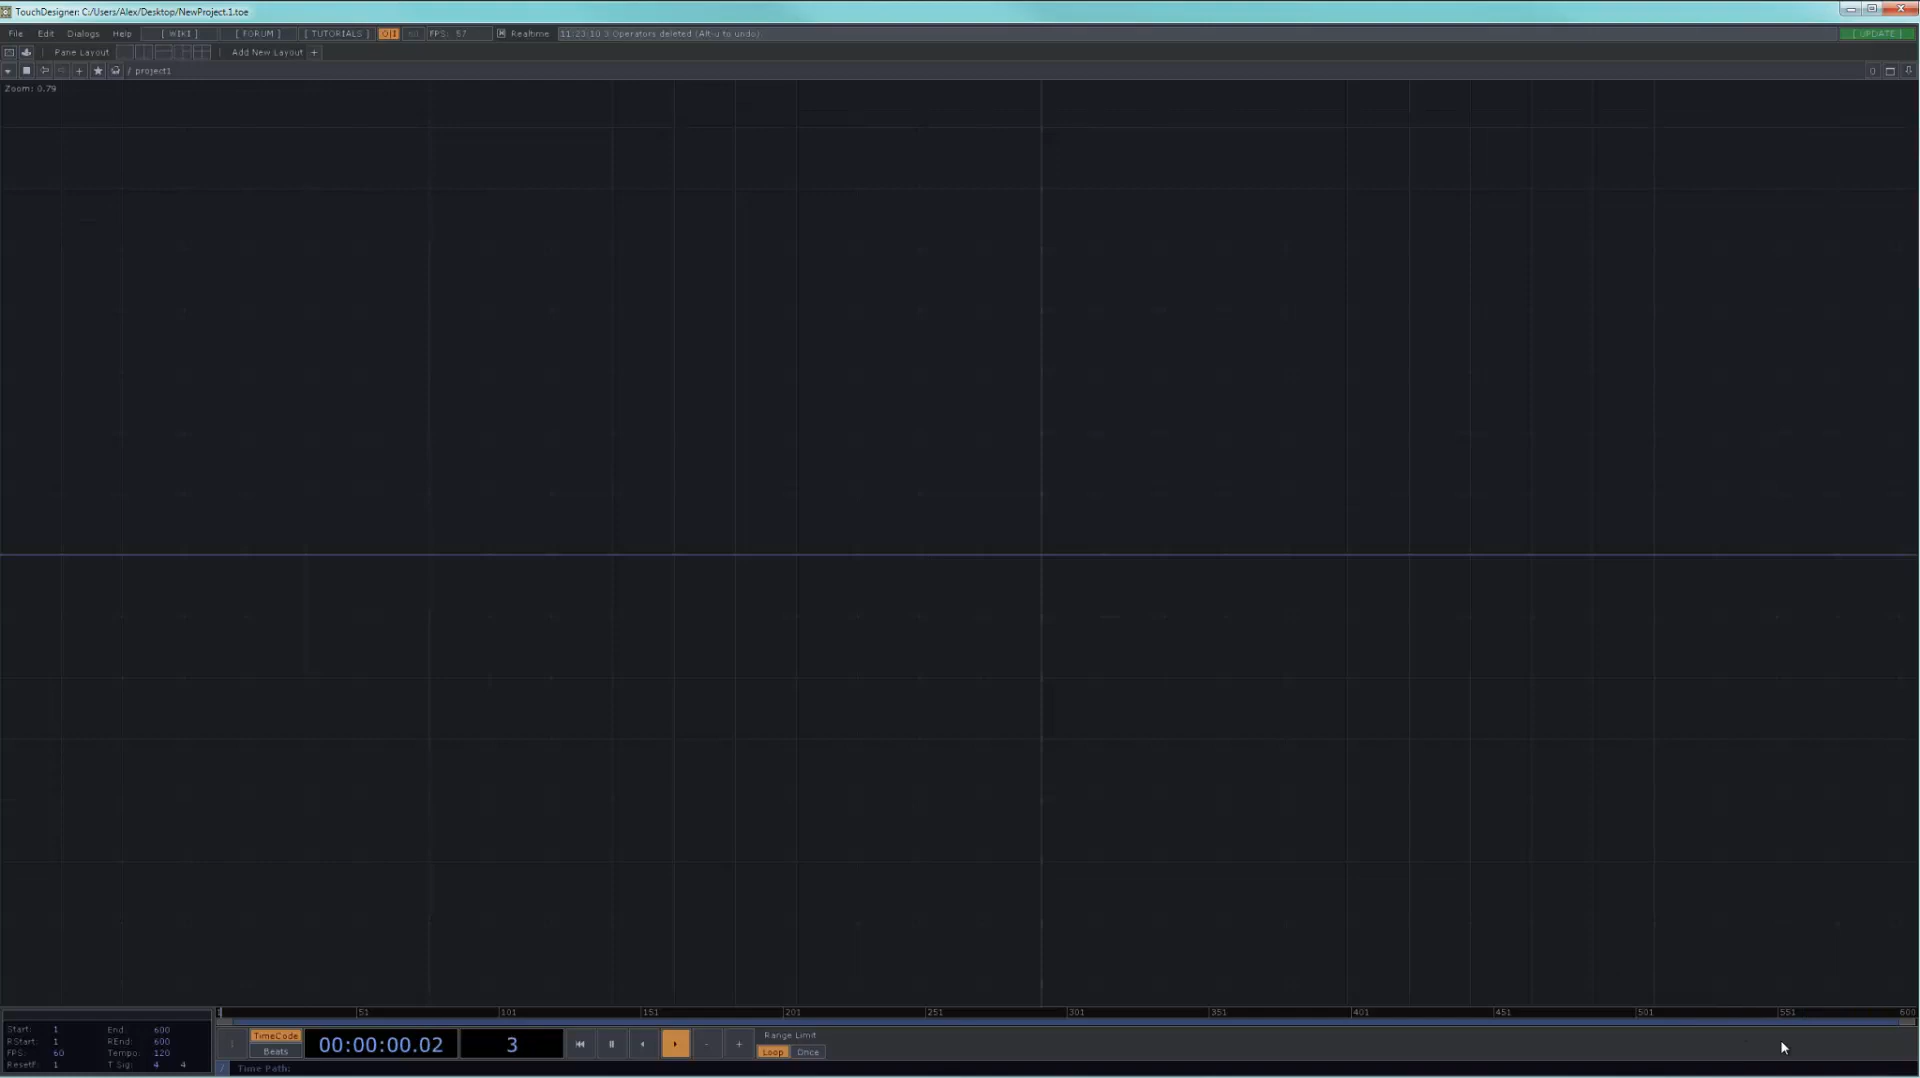 TouchDesigner: C:/Users/Alex/Desktop/NewProject.1.toe
File Edit Dialogs Help [ WIKI ] [ FORUM ] [ TUTORIALS ] O|I FPS: 57 Realtime 11:23:10 3 Operators deleted (Alt-u to undo). [ UPDATE ]
Pane Layout Add New Layout +
+ / project1
Zoom: 0.79
1 51 101 151 201 251 301 351 401 451 501 551 600
Start: 1 End: 600
RStart: 1 REnd: 600
FPS: 60 Tempo: 120
ResetF: 1 T Sig: 4 4
TimeCode
Beats
00:00:00.02
3
- +
Range Limit
Loop Once
/ Time Path: